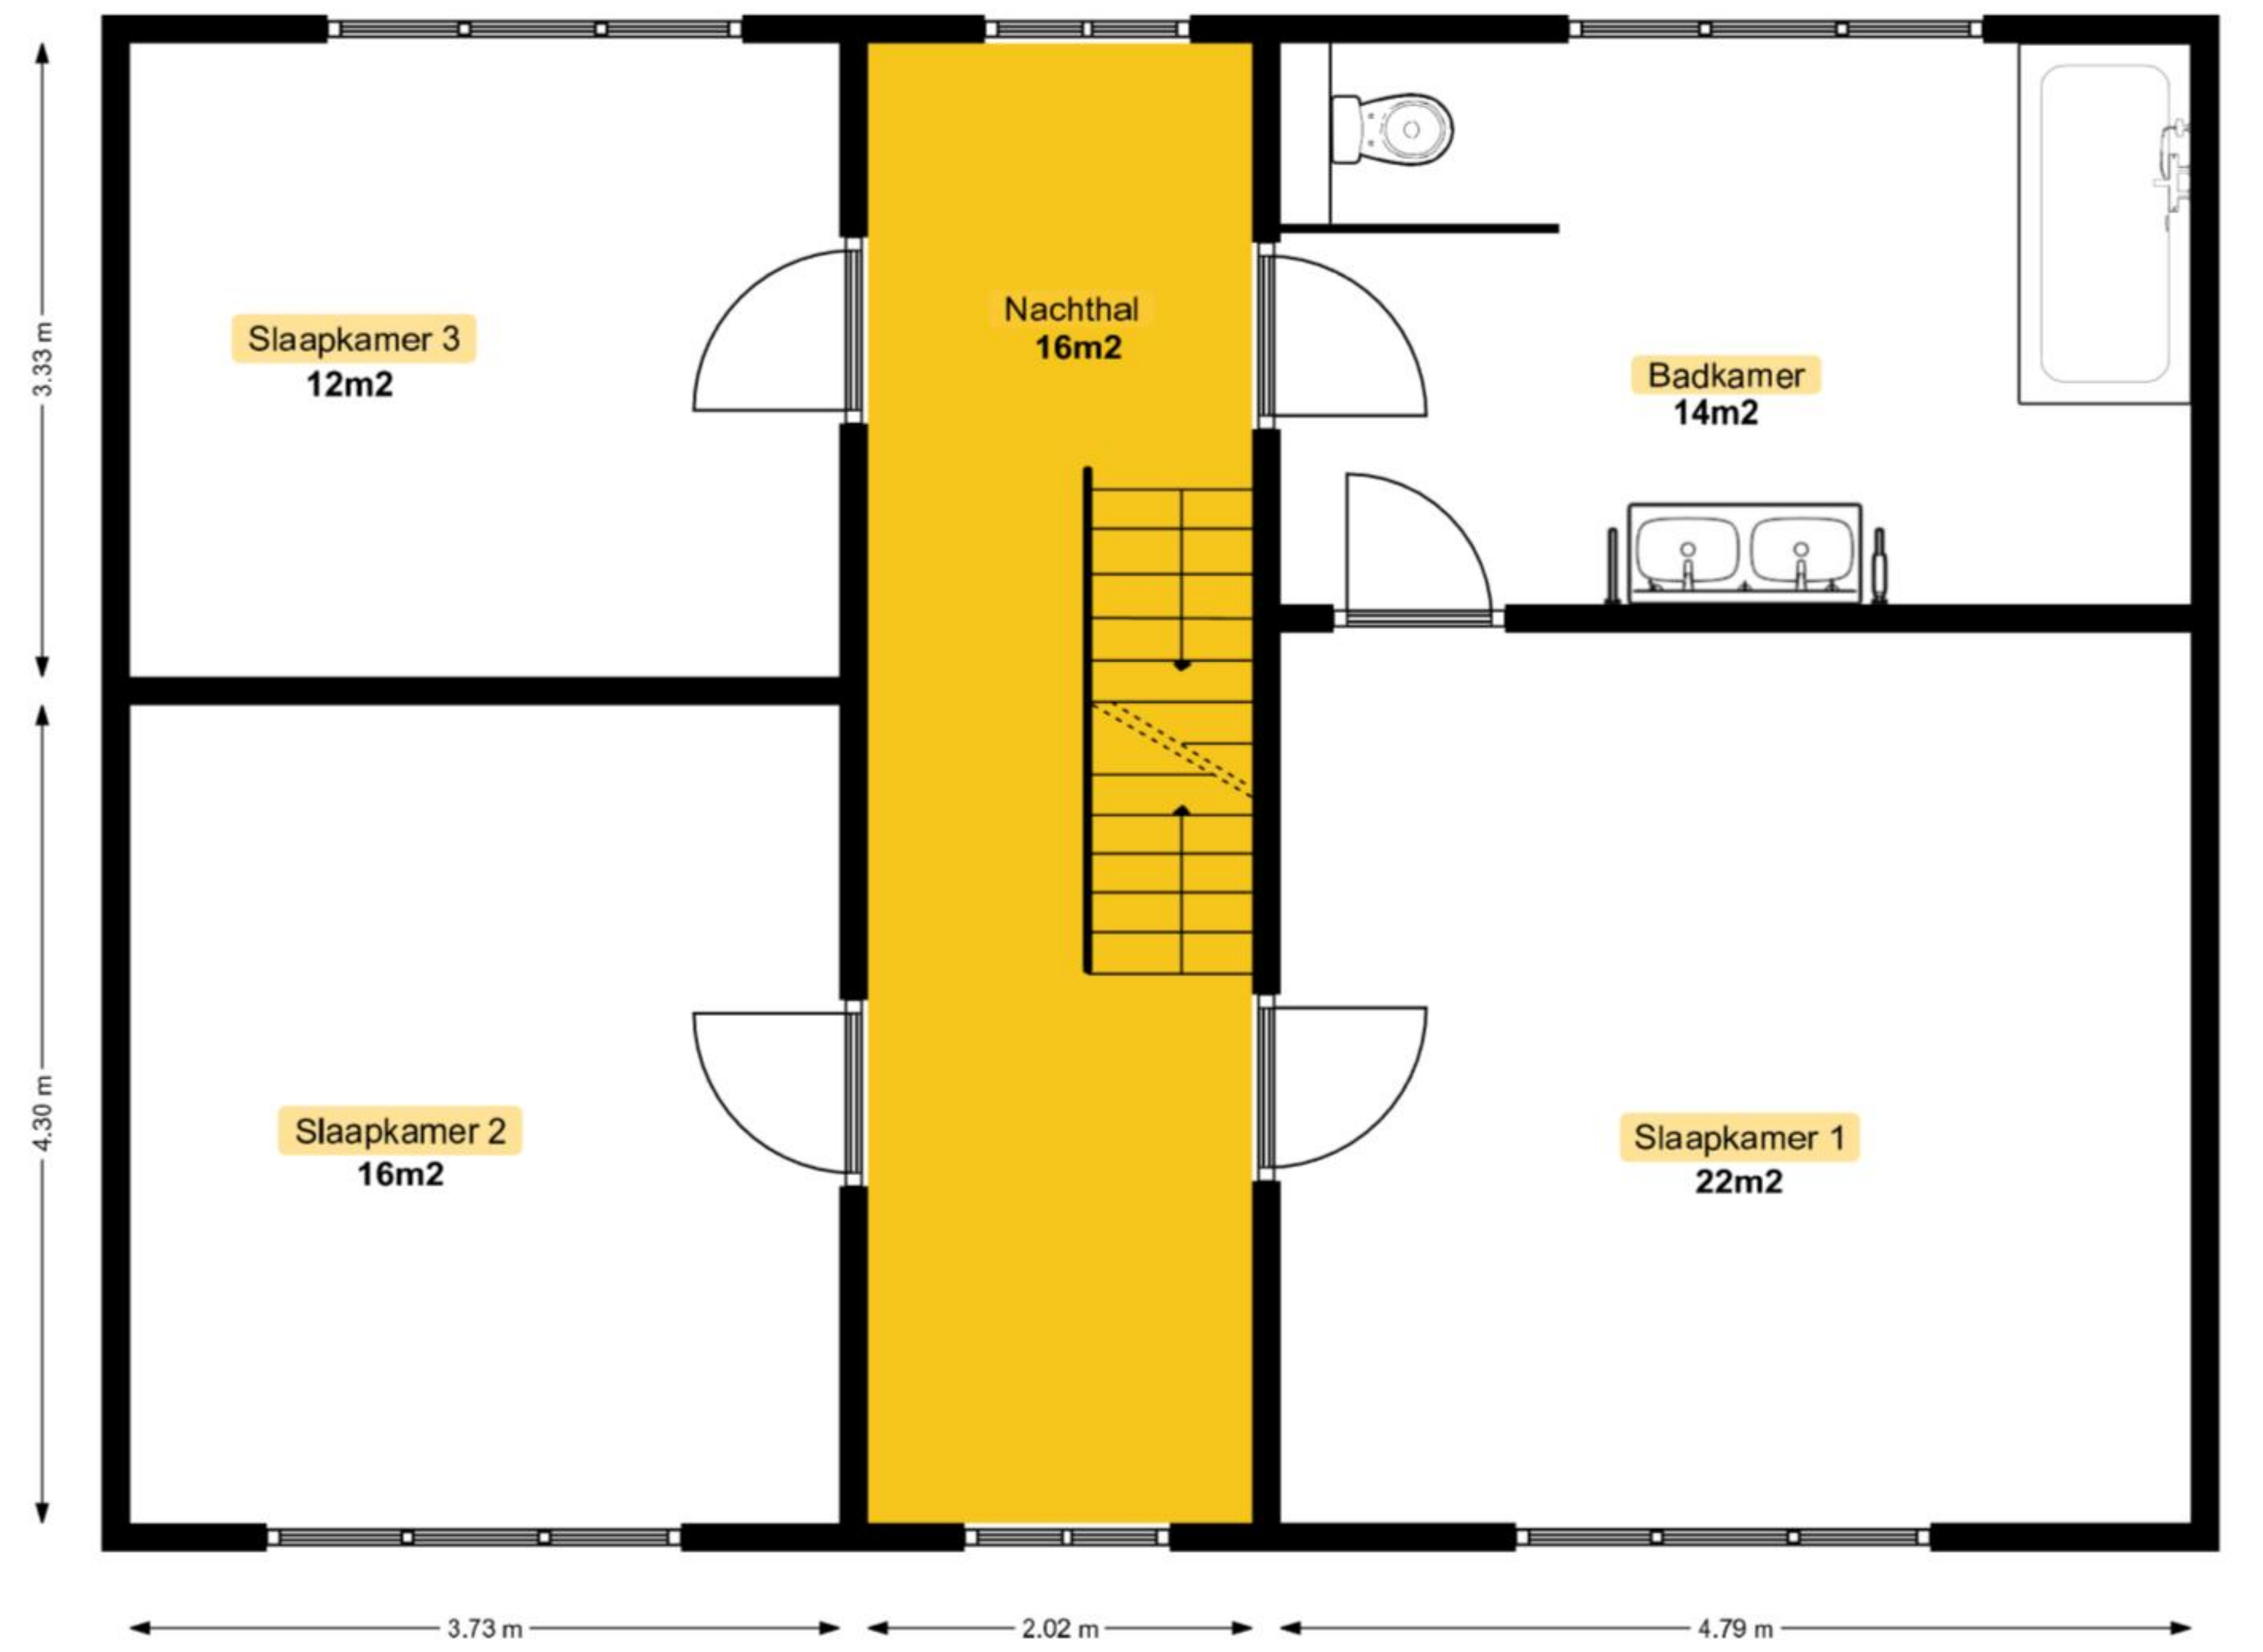 Nachthal
16m2
Slaapkamer 3
12m2
Badkamer
14m2
3.33 m
4.30 m
Slaapkamer 2
16m2
Slaapkamer 1
22m2
3.73 m
2.02 m
4.79 m